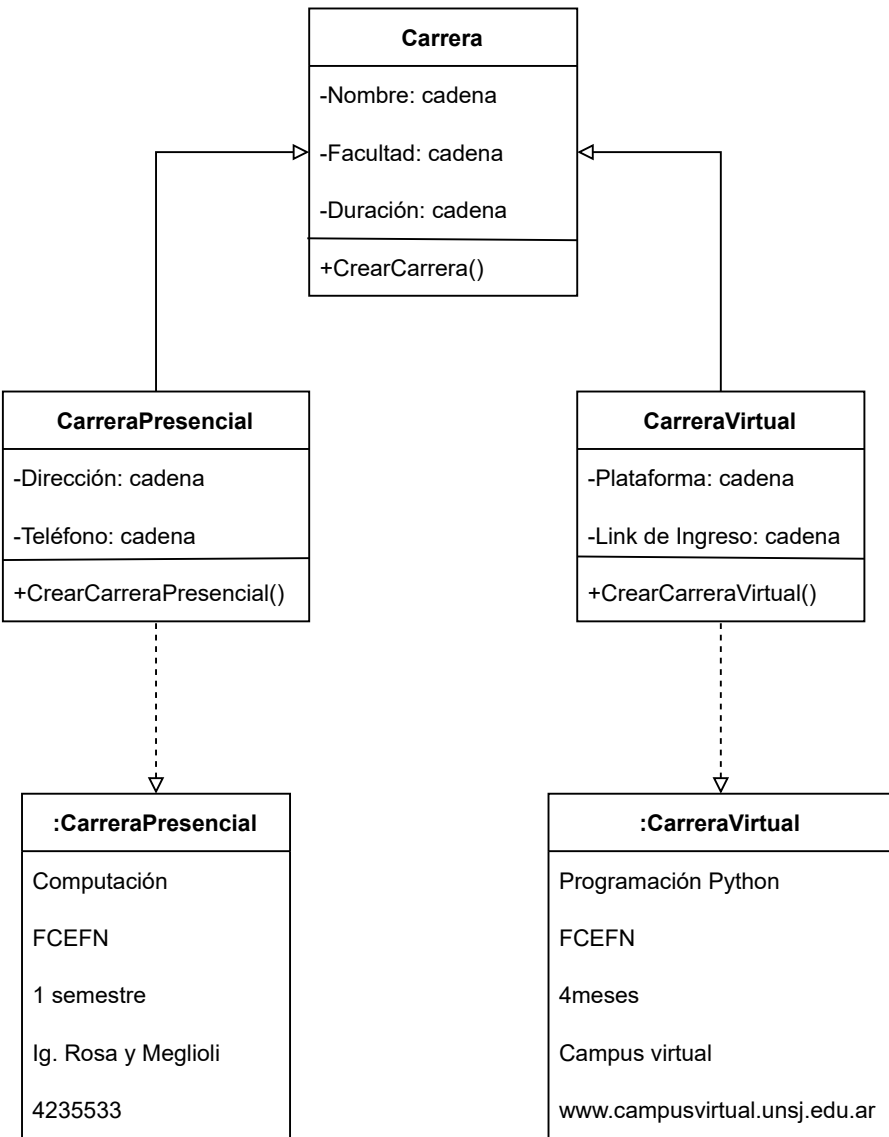 Carrera
-Nombre: cadena
-Facultad: cadena
-Duración: cadena
+CrearCarrera()
CarreraPresencial
-Dirección: cadena
-Teléfono: cadena
+CrearCarreraPresencial()
CarreraVirtual
-Plataforma: cadena
-Link de Ingreso: cadena
+CrearCarreraVirtual()
:CarreraPresencial
Computación
FCEFN
1 semestre
Ig. Rosa y Meglioli
4235533
:CarreraVirtual
Programación Python
FCEFN
4meses
Campus virtual
www.campusvirtual.unsj.edu.ar